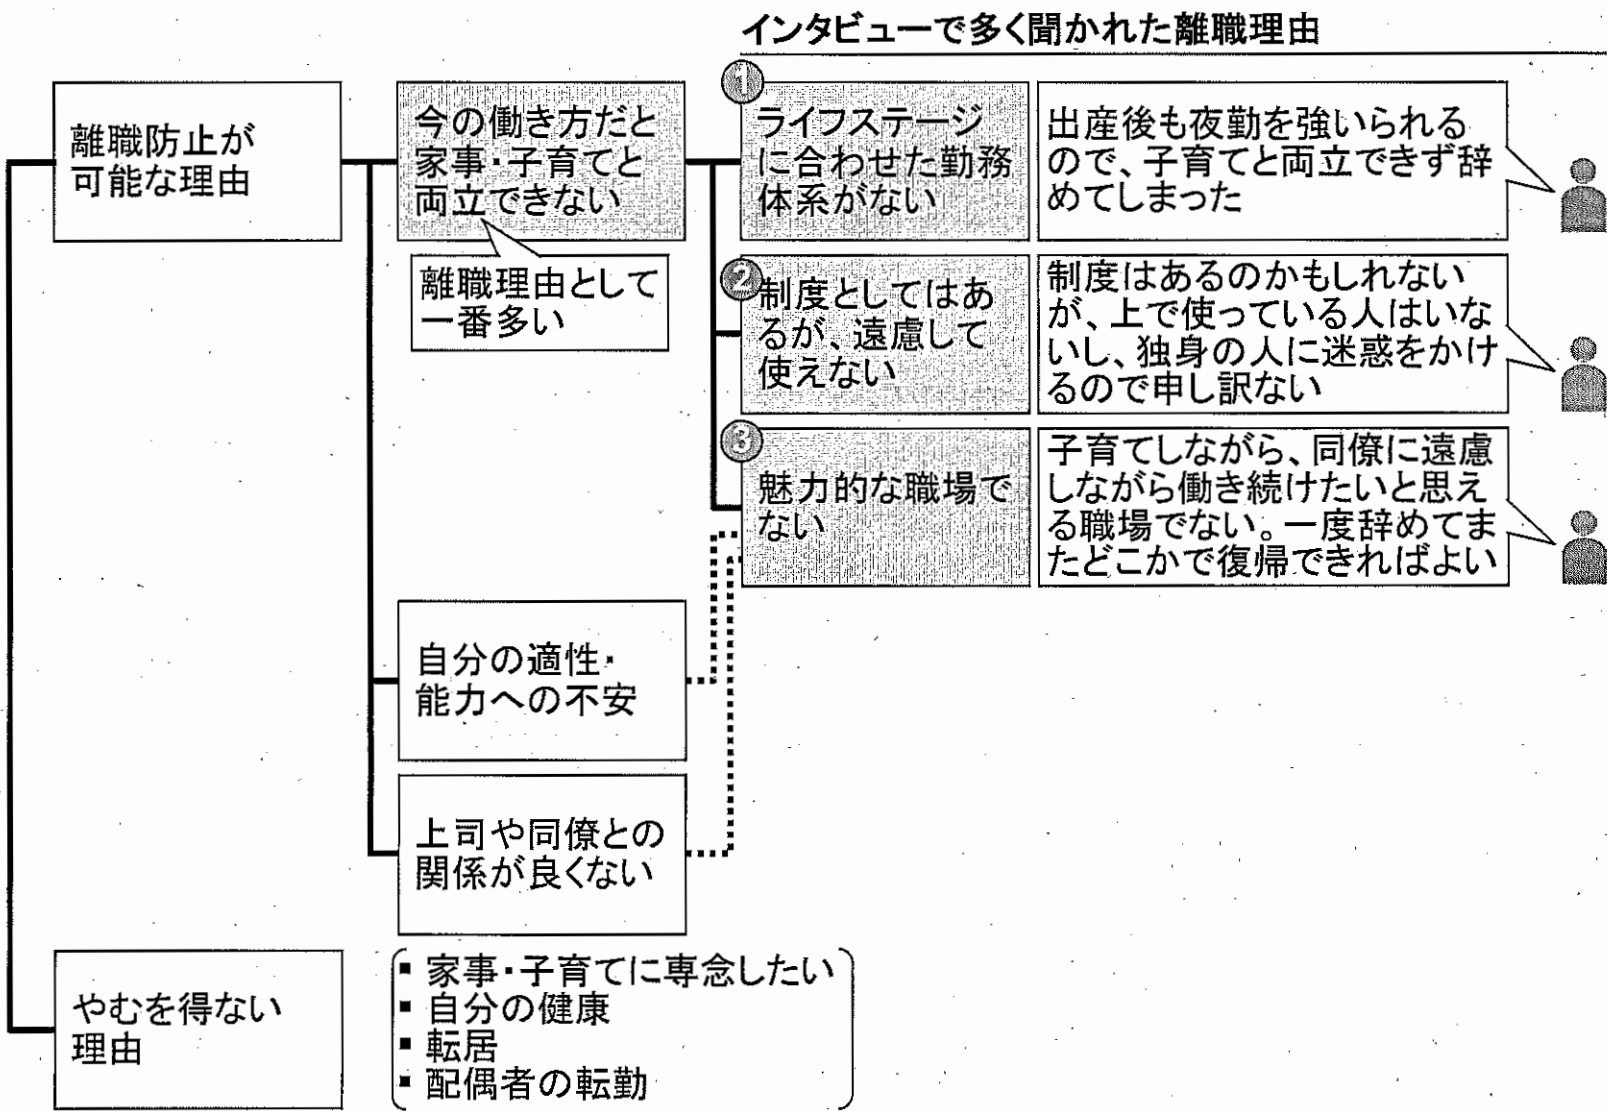 インタビューで多く聞かれた離職理由
離職防止が
可能な理由
今の働き方だと
家事・子育てと
両立できない
離職理由として
一番多い
1
ライフステージ
に合わせた勤務
体系がない
出産後も夜勤を強いられる
ので、子育てと両立できず辞
めてしまった
2
制度としてはあ
るが、遠慮して
使えない
制度はあるのかもしれない
が、上で使っている人はいな
いし、独身の人に迷惑をかけ
るので申し訳ない
3
魅力的な職場で
ない
子育てしながら、同僚に遠慮
しながら働き続けたいと思え
る職場でない。一度辞めてま
たどこかで復帰できればよい
自分の適性・
能力への不安
上司や同僚との
関係が良くない
やむを得ない
理由
▪ 家事・子育てに専念したい
▪ 自分の健康
▪ 転居
▪ 配偶者の転勤